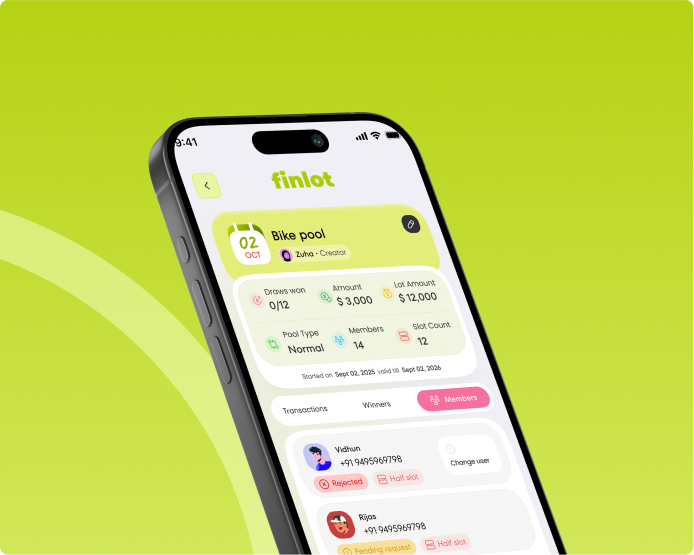 9:41
finlot
02
OCT
Bike pool
Zuha • Creator
Draws won
0/12
Amount
$ 3,000
Lot Amount
$ 12,000
Pool Type
Normal
Members
14
Slot Count
12
Started on Sept 02, 2025 valid till Sept 02, 2026
Transactions
Winners
Members
Vidhun
+91 9495969798
Rejected
Half slot
Change user
Rijas
+91 9495969798
Pending request
Half slot